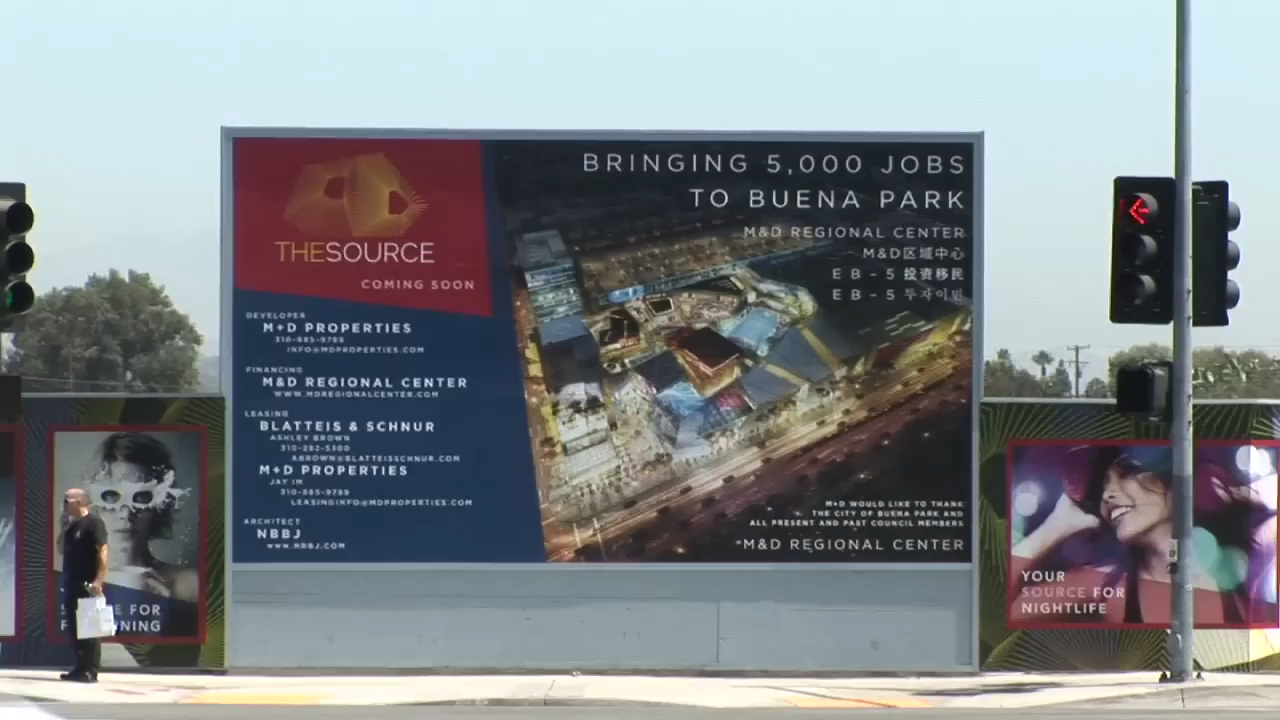 THESOURCE
COMING SOON
DEVELOPER
M+D PROPERTIES
310-885-9789
INFO@MDPROPERTIES.COM
FINANCING
M&D REGIONAL CENTER
WWW.MDREGIONALCENTER.COM
LEASING
BLATTEIS & SCHNUR
ASHLEY BROWN
310-282-5300
ABROWN@BLATTEISSCHNUR.COM
M+D PROPERTIES
JAY IM
310-885-9789
LEASINGINFO@MDPROPERTIES.COM
ARCHITECT
NBBJ
WWW.NBBJ.COM
BRINGING 5,000 JOBS
TO BUENA PARK
M&D REGIONAL CENTER
M&D区域中心
EB-5 投资移民
EB-5 투자이민
M+D WOULD LIKE TO THANK
THE CITY OF BUENA PARK AND
ALL PRESENT AND PAST COUNCIL MEMBERS
M&D REGIONAL CENTER
FOR
YOUR
SOURCE FOR
NIGHTLIFE